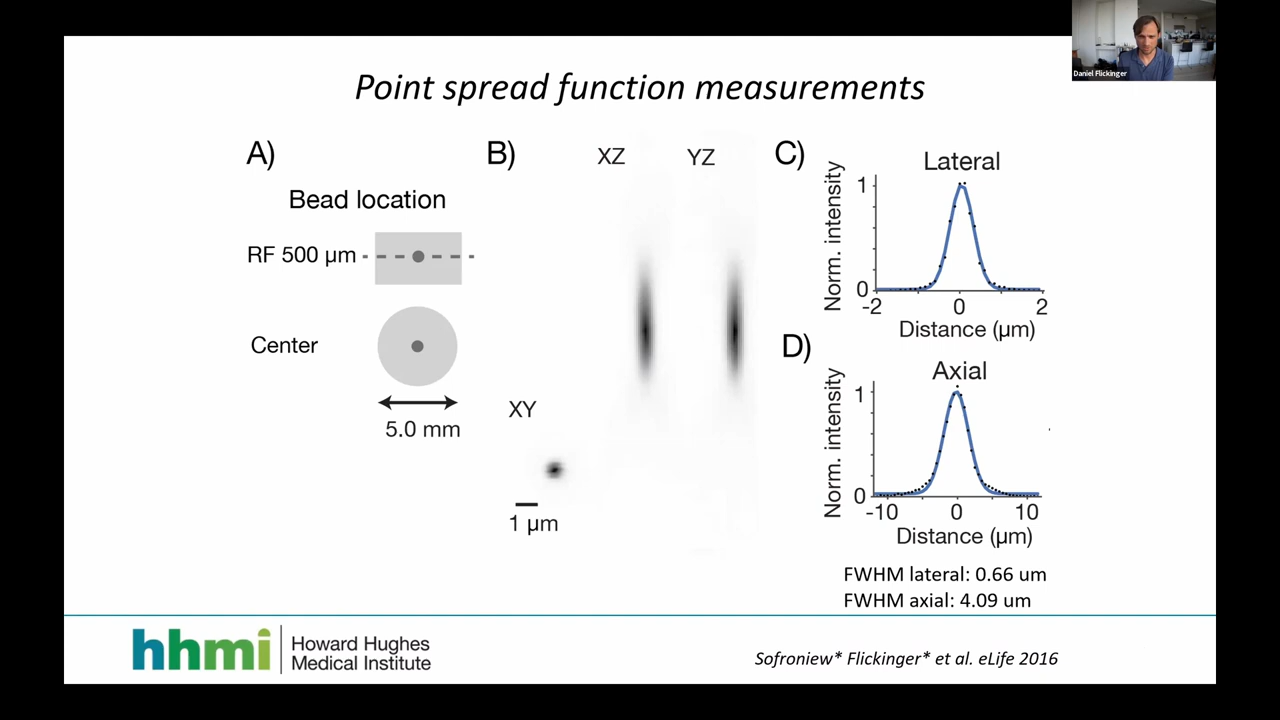 Daniel Flickinger
Point spread function measurements
A)
Bead location
RF 500 µm
Center
5.0 mm
B)
XZ
YZ
XY
1 µm
C)
Lateral
Norm. intensity
1
0
-2
0
2
Distance (µm)
D)
Axial
Norm. intensity
1
0
-10
0
10
Distance (µm)
FWHM lateral: 0.66 um
FWHM axial: 4.09 um
hhmi
Howard Hughes
Medical Institute
Sofroniew* Flickinger* et al. eLife 2016